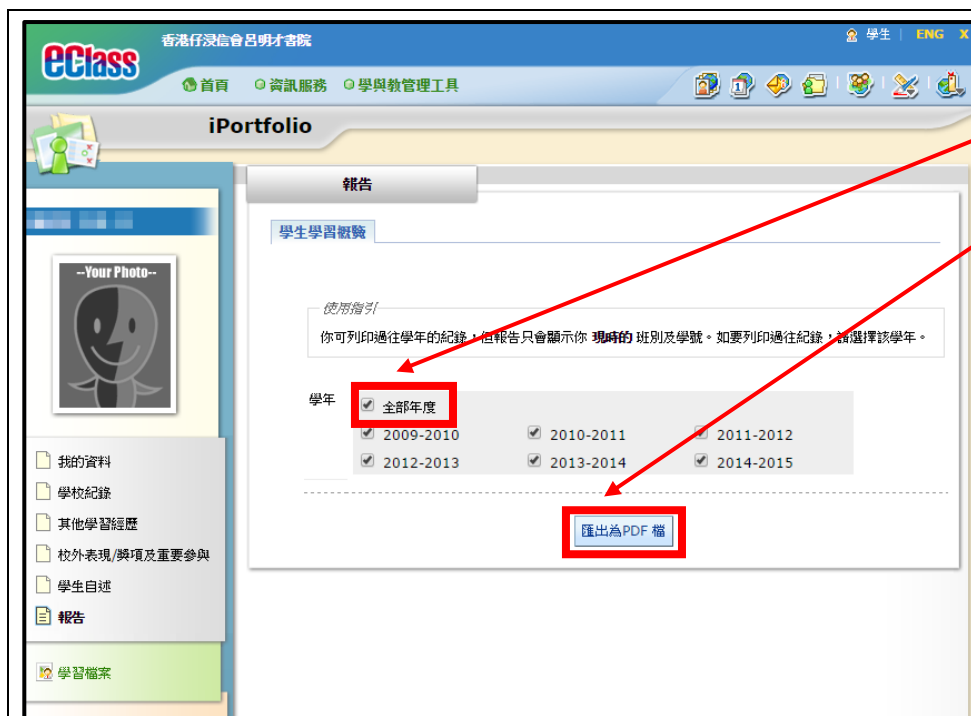 eClass
香港仔浸信會呂明才書院
學生 | ENG X
首頁 資訊服務 學與教管理工具
iPortfolio
報告
學生學習概覽
--Your Photo--
使用指引
你可列印過往學年的紀錄，但報告只會顯示你 現時的 班別及學號。如要列印過往紀錄，請選擇該學年。
學年
全部年度
2009-2010 2010-2011 2011-2012
2012-2013 2013-2014 2014-2015
匯出為PDF 檔
我的資料
學校紀錄
其他學習經歷
校外表現/獎項及重要參與
學生自述
報告
學習檔案